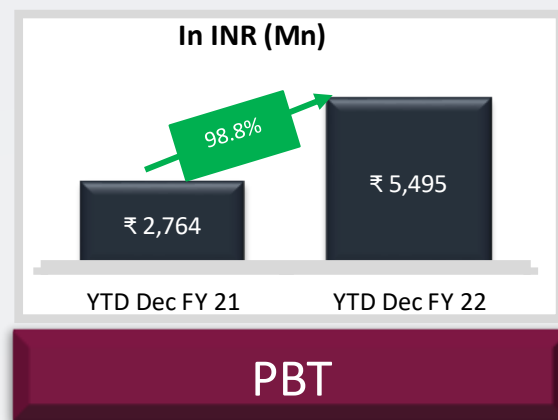 In INR (Mn)
98.8%
₹ 5,495
₹ 2,764
YTD Dec FY 21 YTD Dec FY 22
PBT